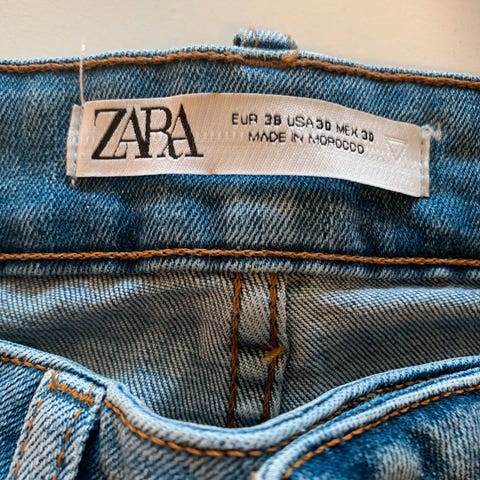 ZARA
EUR 38 USA 30 MEX 30
MADE IN MOROCCO